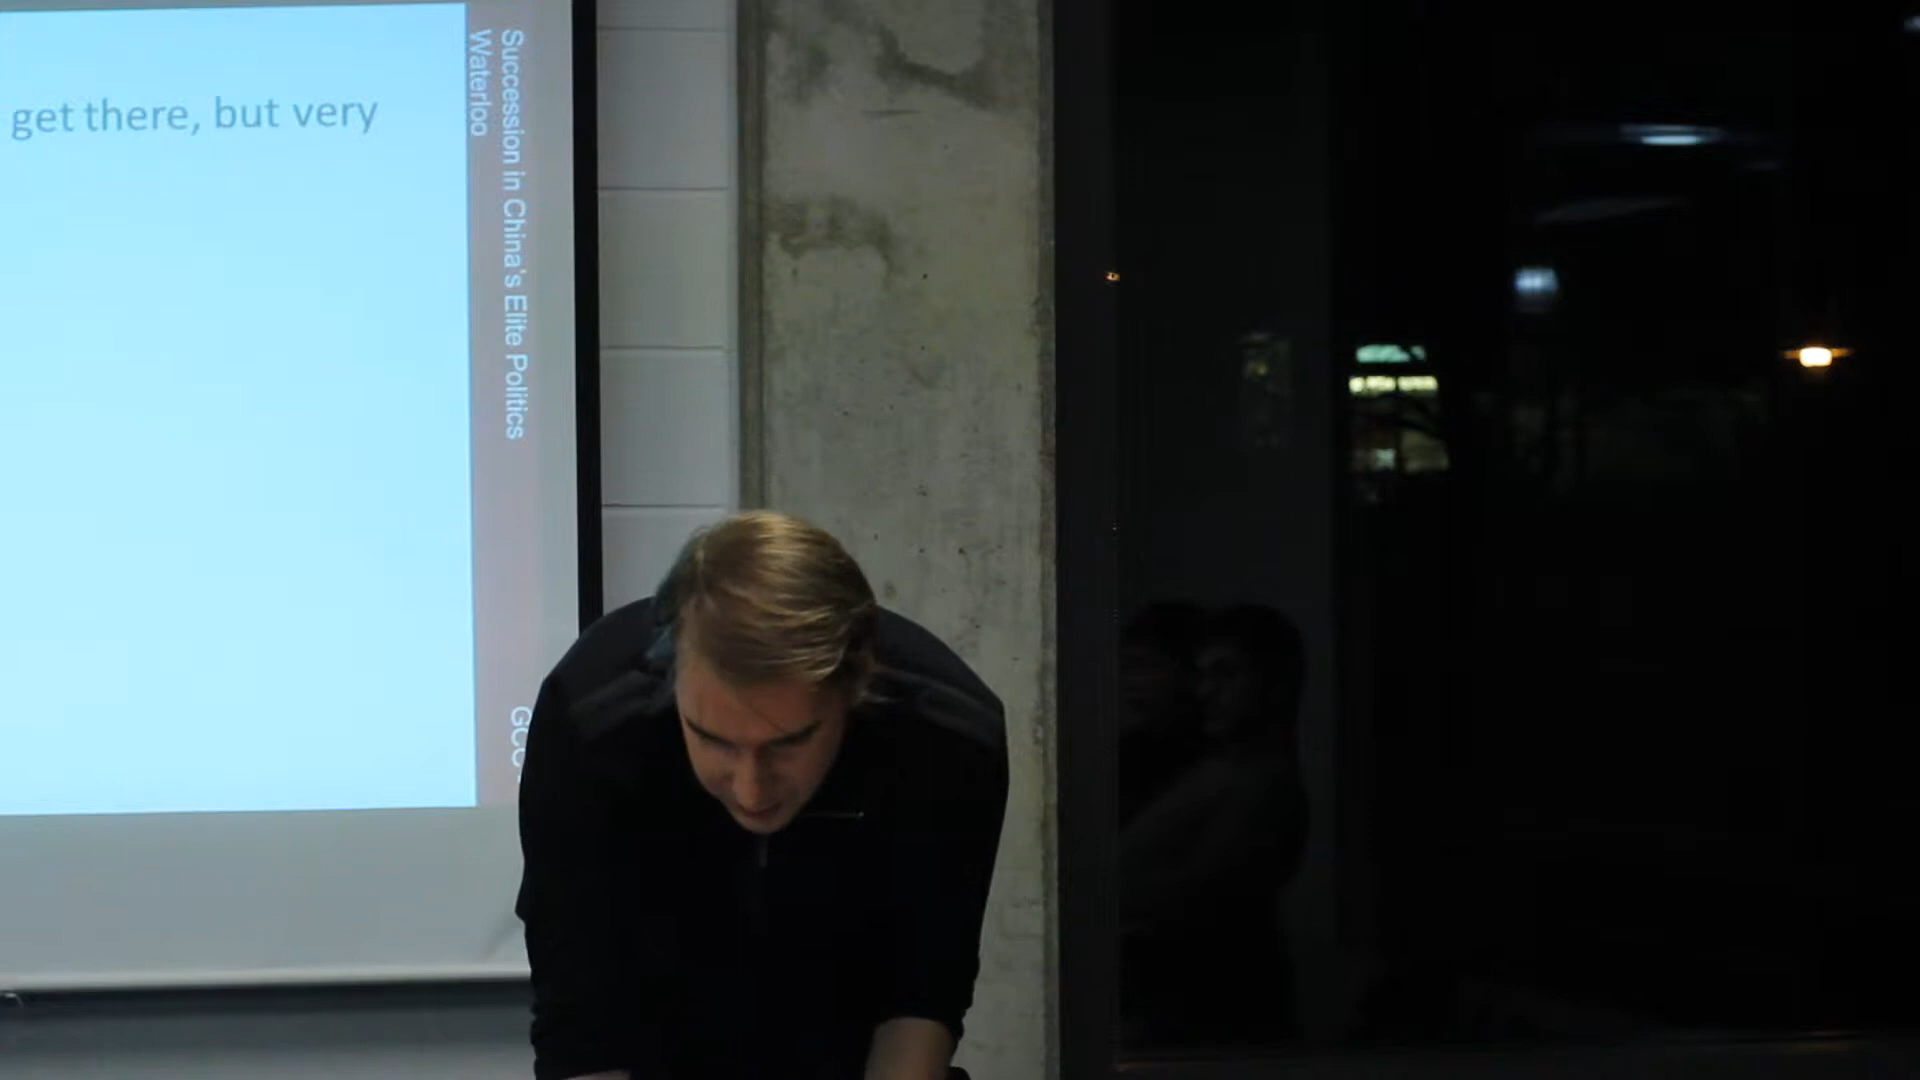 get there, but very
Succession in China's Elite Politics
Waterloo